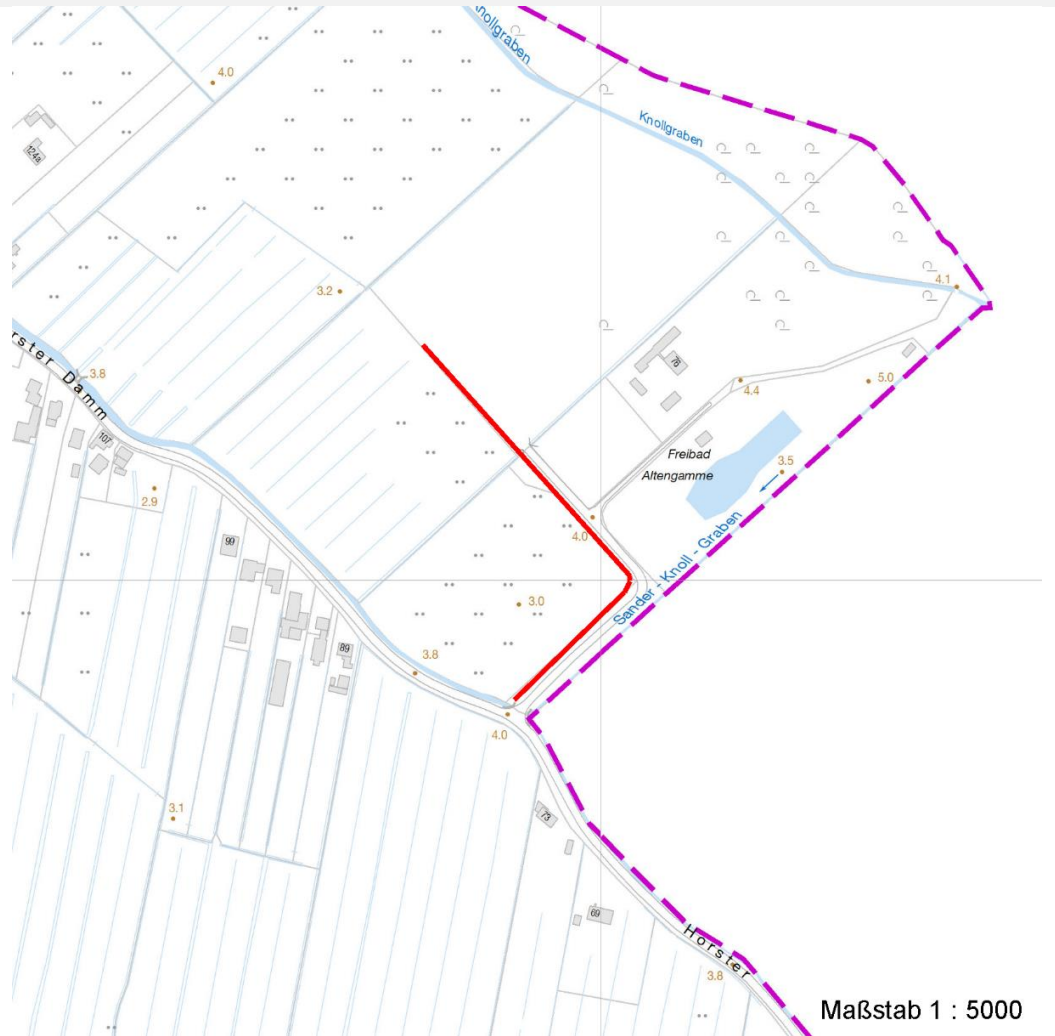 Knollgraben
4.0
Knollgraben
124a
4.1
3.2
rster Damm
3.8
76
4.4
5.0
107
Freibad
Altengamme
3.5
2.9
4.0
99
Sander - Knoll - Graben
3.0
89
3.8
4.0
3.1
73
69
Horster
3.8
Maßstab 1 : 5000